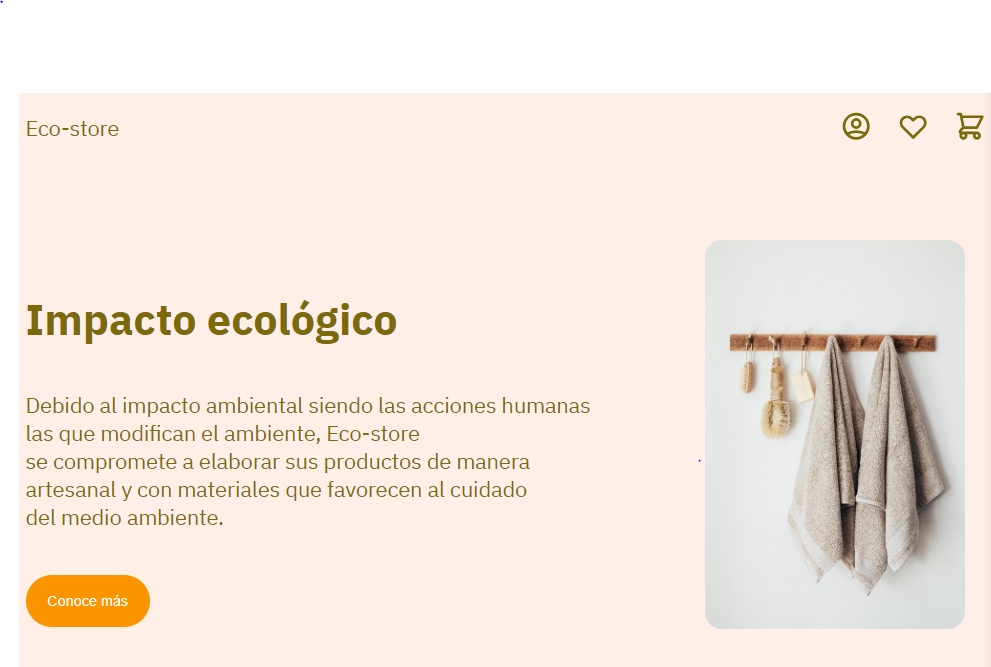 Eco-store
Impacto ecológico
Debido al impacto ambiental siendo las acciones humanas
las que modifican el ambiente, Eco-store
se compromete a elaborar sus productos de manera
artesanal y con materiales que favorecen al cuidado
del medio ambiente.
Conoce más